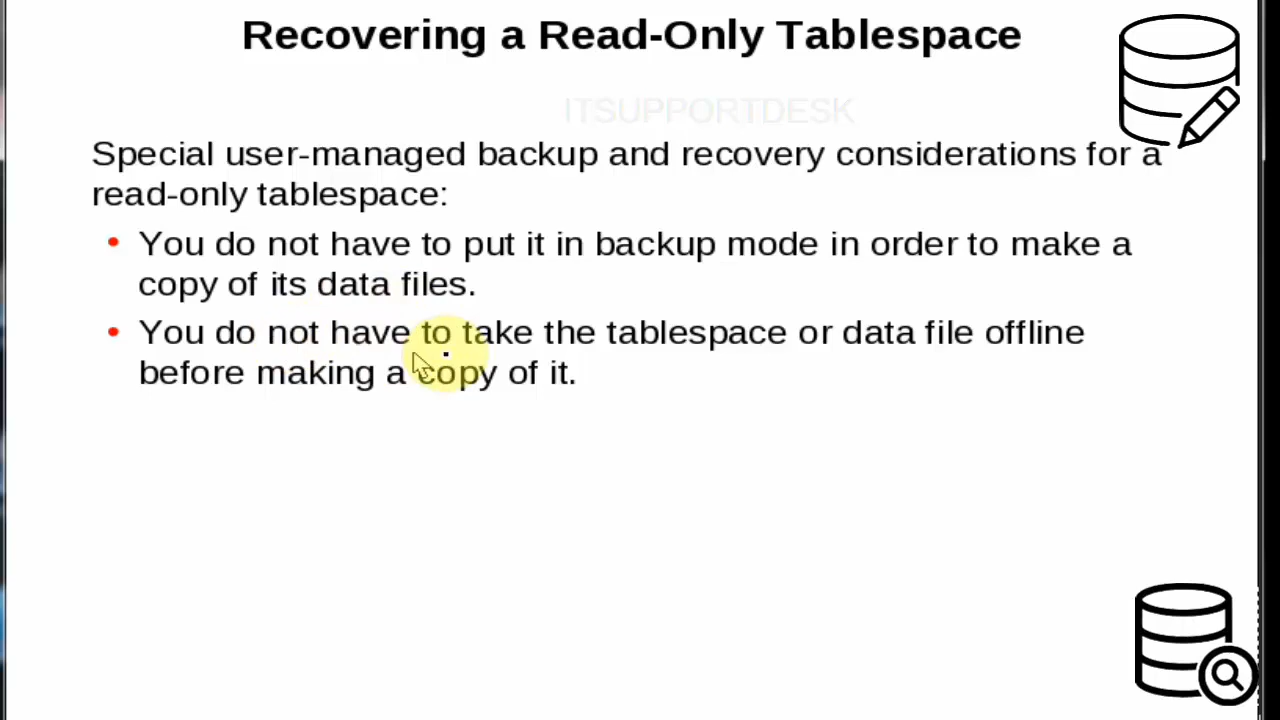 Recovering a Read-Only Tablespace
ITSUPPORTDESK
Special user-managed backup and recovery considerations for a
read-only tablespace:
• You do not have to put it in backup mode in order to make a
copy of its data files.
• You do not have to take the tablespace or data file offline
before making a copy of it.